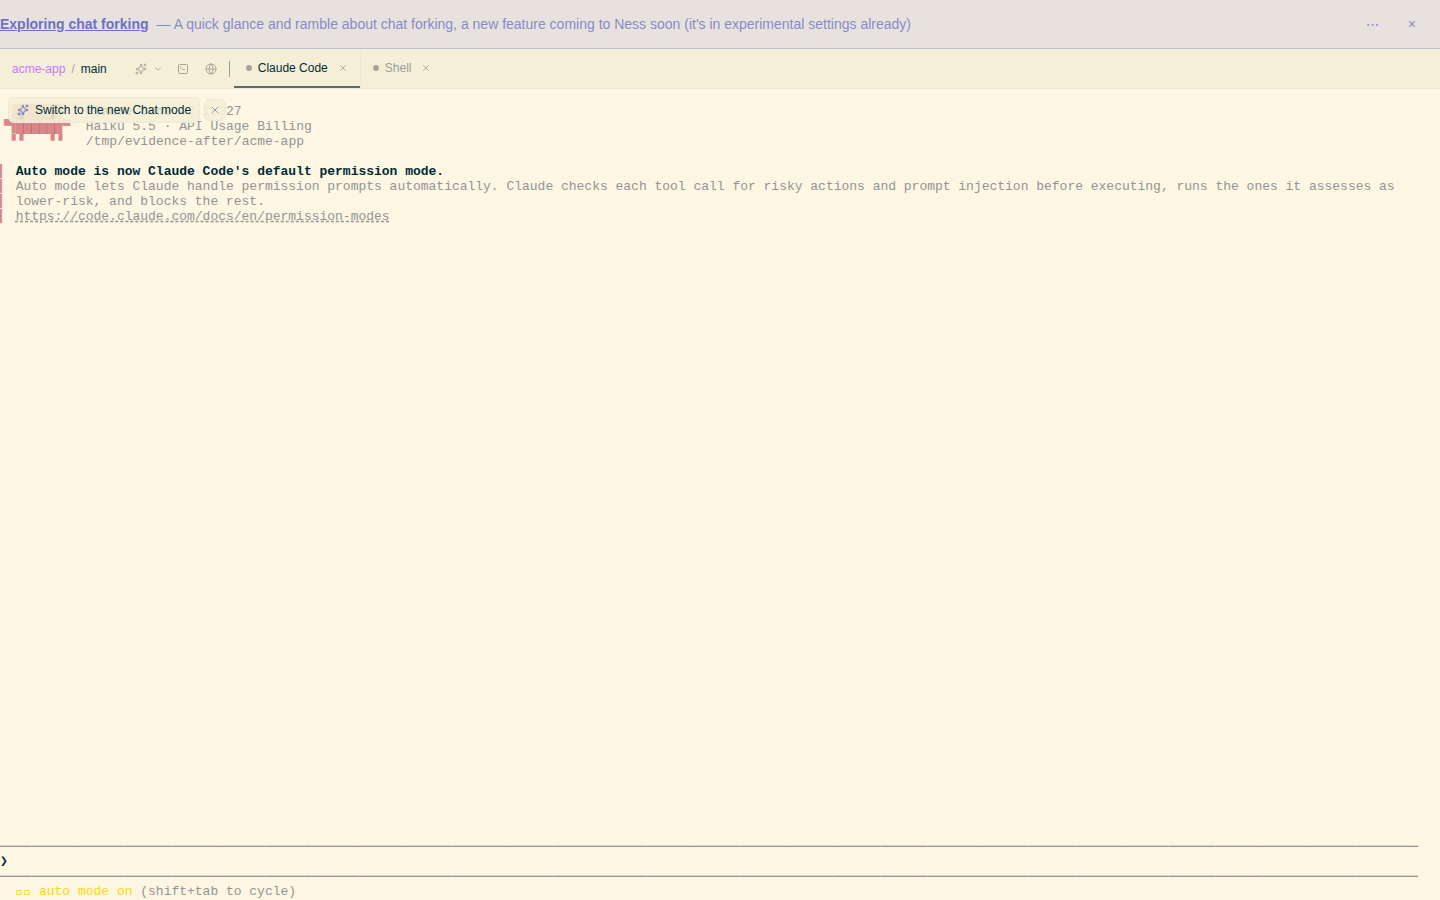 Exploring chat forking — A quick glance and ramble about chat forking, a new feature coming to Ness soon (it's in experimental settings already) ⋯ ×
acme-app / main Claude Code × Shell ×
Switch to the new Chat mode × 27
Haiku 5.5 · API Usage Billing
/tmp/evidence-after/acme-app
Auto mode is now Claude Code's default permission mode.
Auto mode lets Claude handle permission prompts automatically. Claude checks each tool call for risky actions and prompt injection before executing, runs the ones it assesses as
lower-risk, and blocks the rest.
https://code.claude.com/docs/en/permission-modes
❯
auto mode on (shift+tab to cycle)